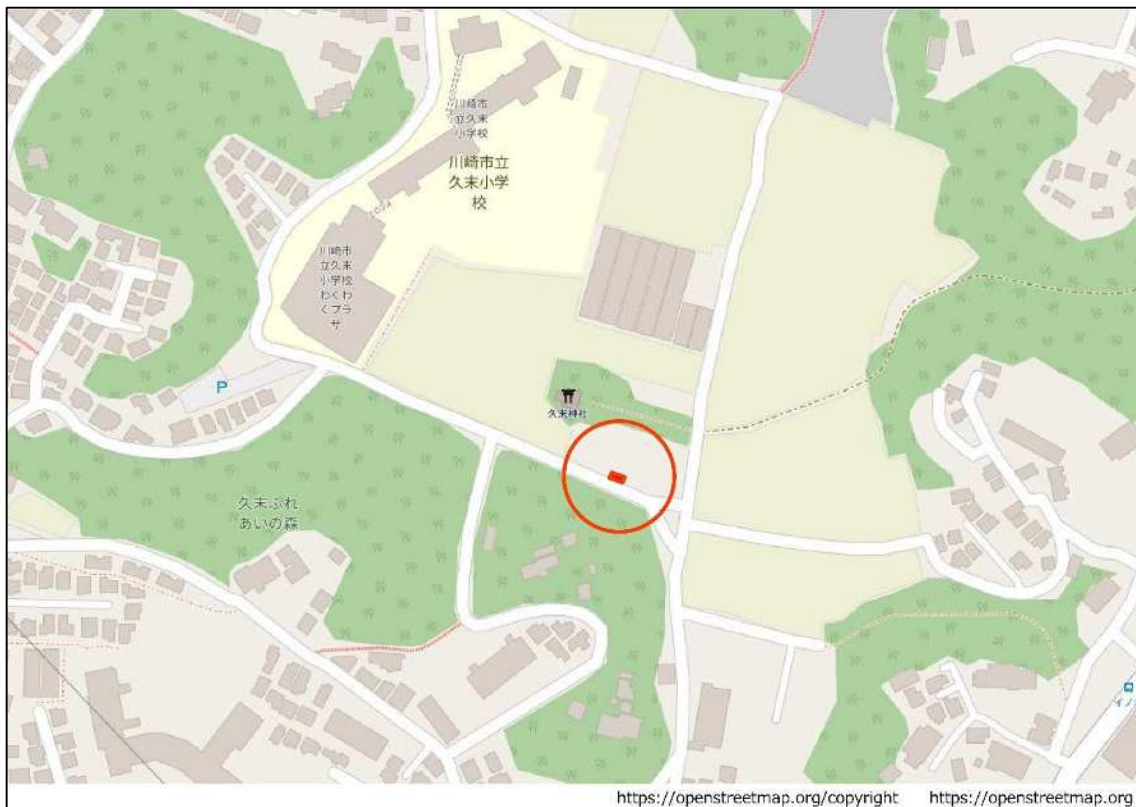 川崎市
立久末
小学校
川崎市立
久末小学
校
川崎市
立久末
小学校
わくわ
くプラ
ザ
P
久末神社
久末ふれ
あいの森
イノ
https://openstreetmap.org/copyright https://openstreetmap.org